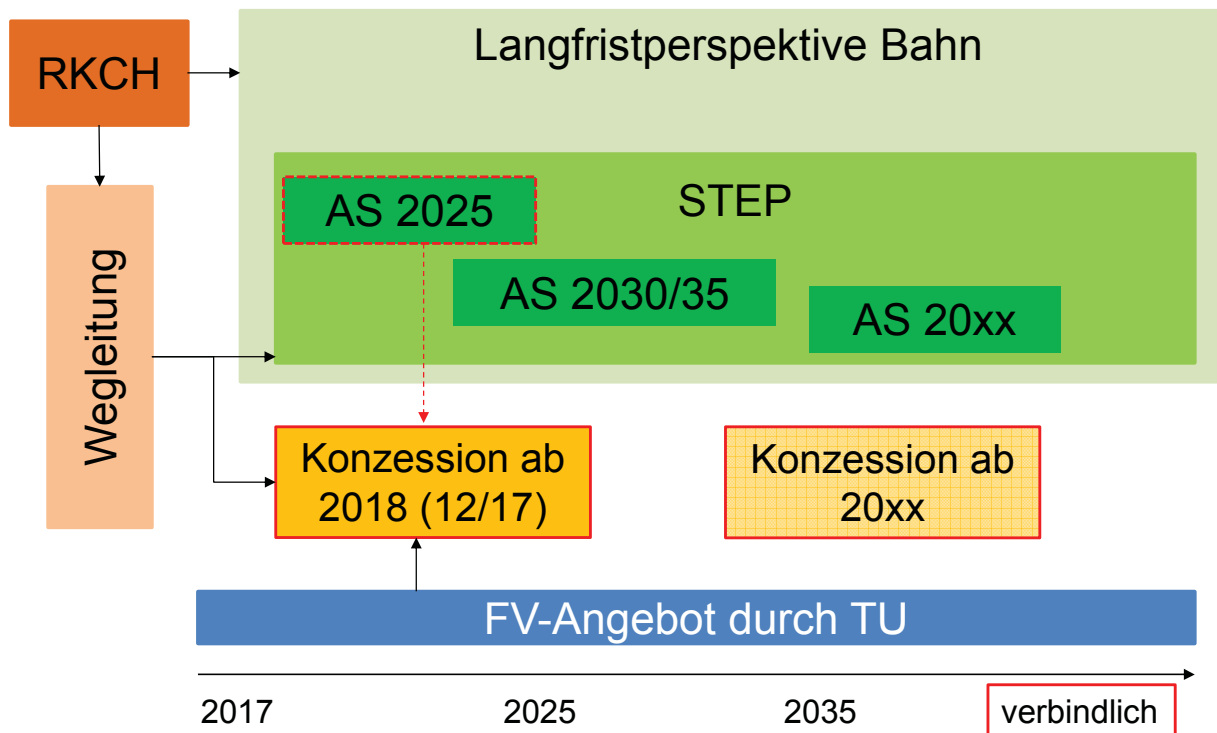 RKCH
Langfristperspektive Bahn
AS 2025
STEP
AS 2030/35
AS 20xx
Wegleitung
Konzession ab
2018 (12/17)
Konzession ab
20xx
FV-Angebot durch TU
2017
2025
2035
verbindlich